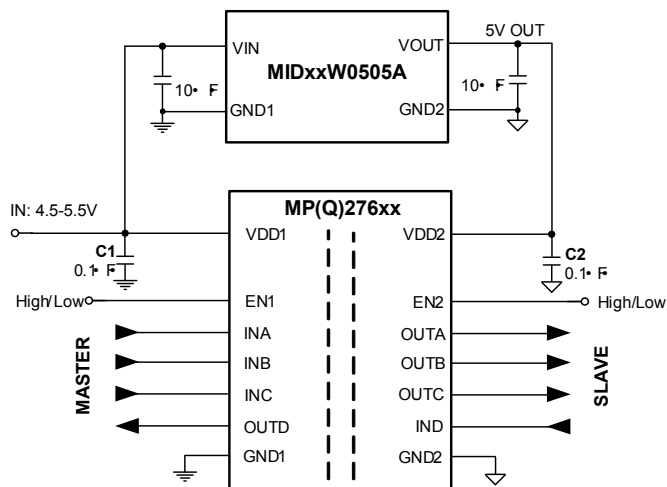 5V OUT
VIN
VOUT
MIDxxW0505A
10• F
10• F
GND1
GND2
MP(Q)276xx
IN: 4.5-5.5V
VDD1
VDD2
C1
0.1• F
C2
0.1• F
High/Low
EN1
EN2
High/Low
INA
OUTA
INB
OUTB
INC
OUTC
OUTD
IND
GND1
GND2
MASTER
SLAVE